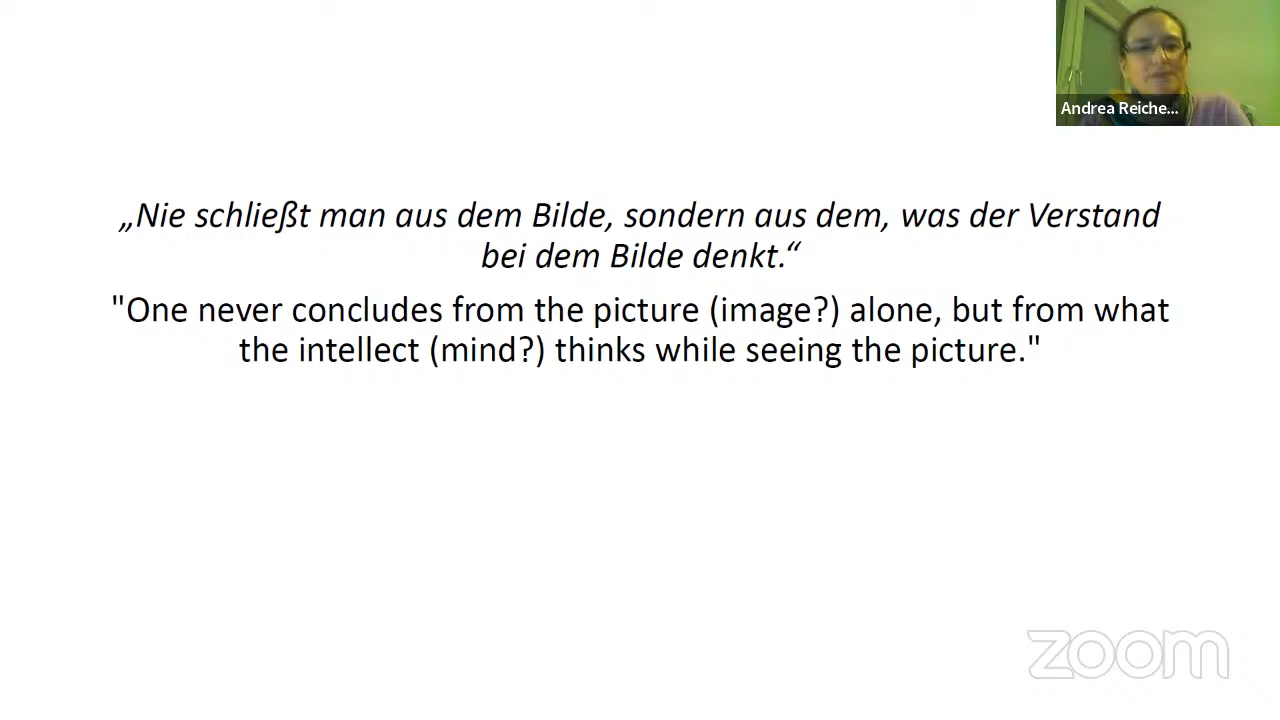 Andrea Reiche...
„Nie schließt man aus dem Bilde, sondern aus dem, was der Verstand
bei dem Bilde denkt.“
"One never concludes from the picture (image?) alone, but from what
the intellect (mind?) thinks while seeing the picture."
zoom